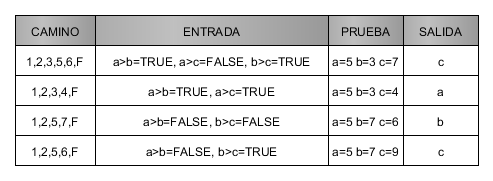 CAMINO ENTRADA PRUEBA SALIDA
1,2,3,5,6,F a>b=TRUE, a>c=FALSE, b>c=TRUE a=5 b=3 c=7 c
1,2,3,4,F a>b=TRUE, a>c=TRUE a=5 b=3 c=4 a
1,2,5,7,F a>b=FALSE, b>c=FALSE a=5 b=7 c=6 b
1,2,5,6,F a>b=FALSE, b>c=TRUE a=5 b=7 c=9 c